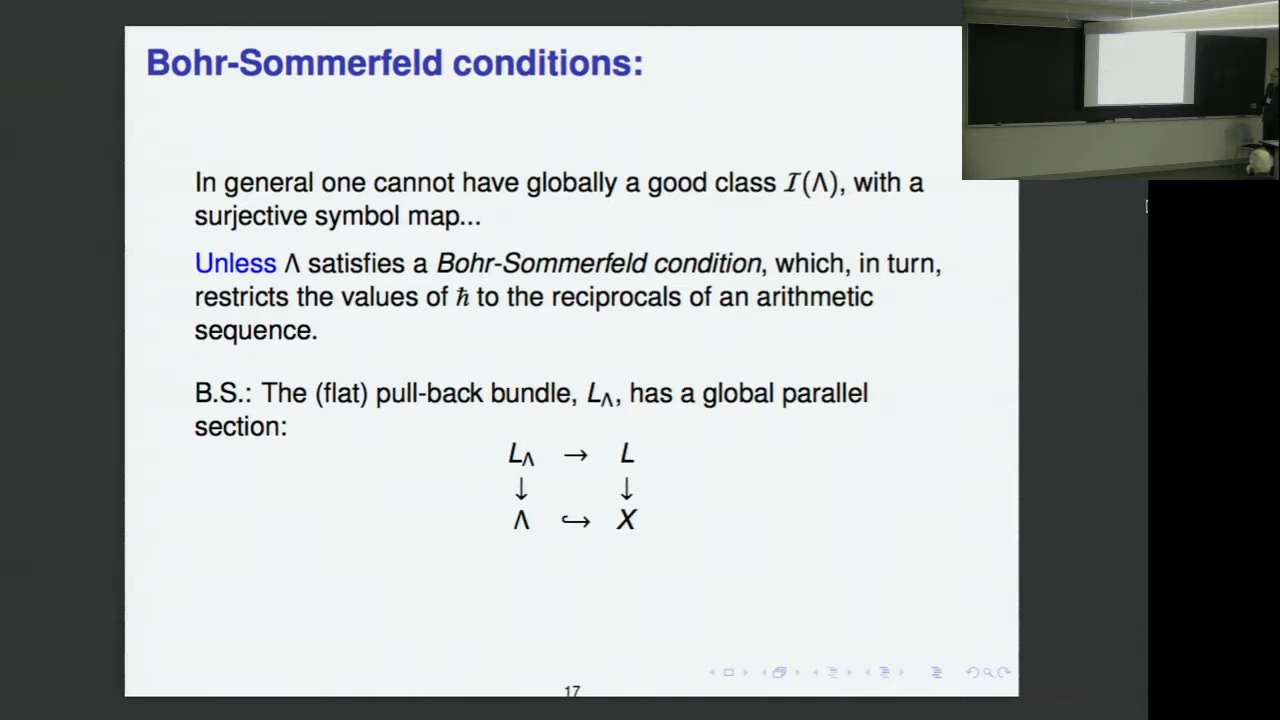 Bohr-Sommerfeld conditions:
In general one cannot have globally a good class 𝓘(Λ), with a
surjective symbol map...
Unless Λ satisfies a Bohr-Sommerfeld condition, which, in turn,
restricts the values of ℏ to the reciprocals of an arithmetic
sequence.
B.S.: The (flat) pull-back bundle, L_Λ, has a global parallel
section:
L_Λ → L
↓ ↓
Λ ↪ X
17